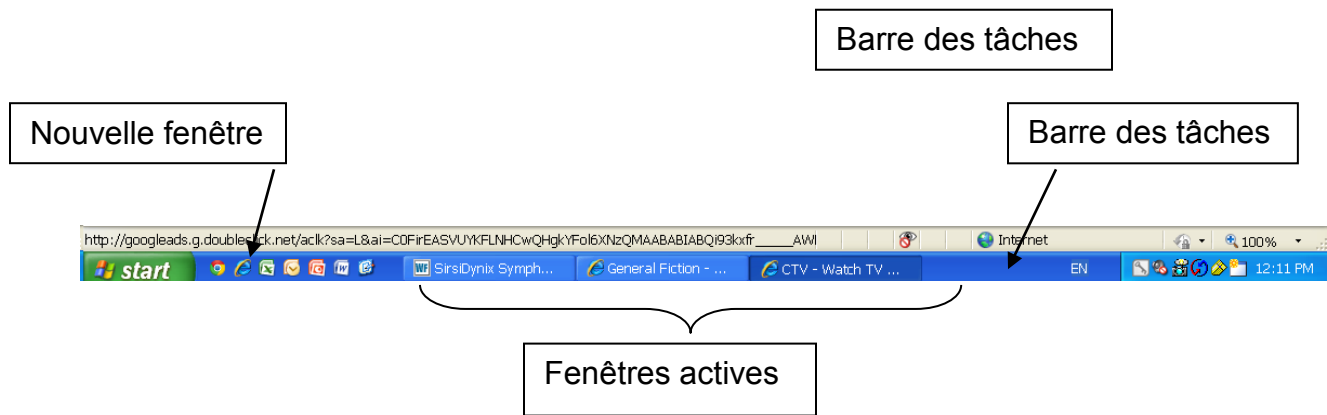 Barre des tâches
Nouvelle fenêtre
Barre des tâches
http://googleads.g.doubleclick.net/aclk?sa=L&ai=C0FirEASVUYKFLNHCwQHgkYFol6XNzQMAABABIABQi93kxfr_____AWI
Internet
100%
start
SirsiDynix Symph...
General Fiction - ...
CTV - Watch TV ...
EN
12:11 PM
Fenêtres actives